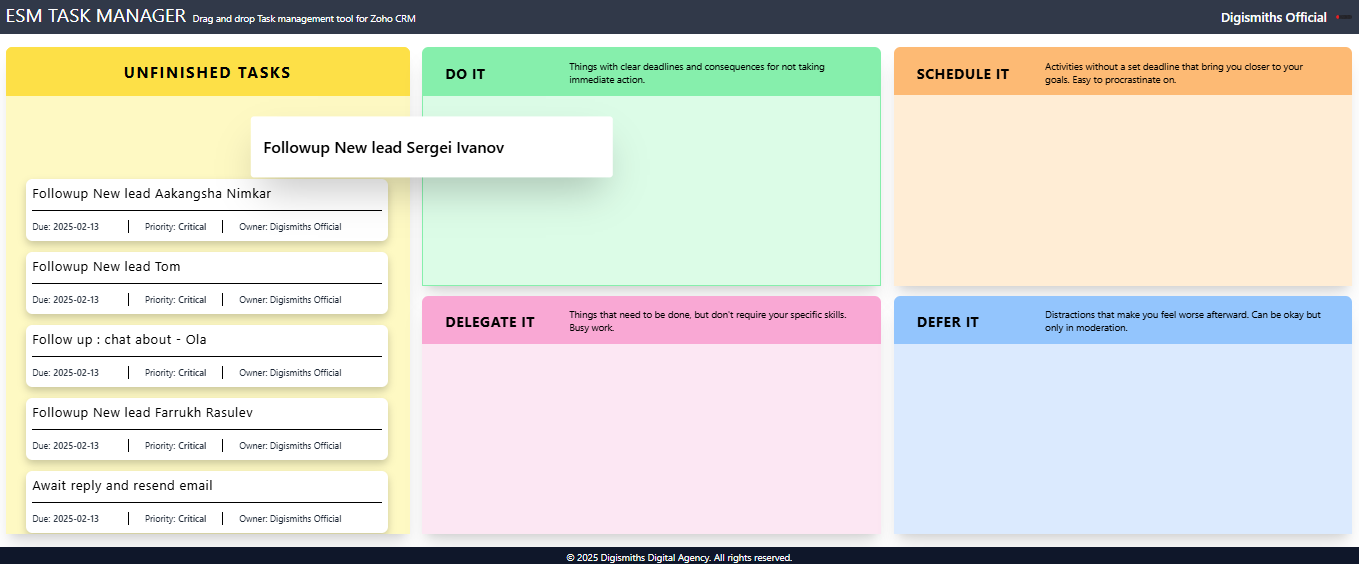 ESM TASK MANAGER Drag and drop Task management tool for Zoho CRM
Digismiths Official
UNFINISHED TASKS
Followup New lead Sergei Ivanov
Followup New lead Aakangsha Nimkar
Due: 2025-02-13 Priority: Critical Owner: Digismiths Official
Followup New lead Tom
Due: 2025-02-13 Priority: Critical Owner: Digismiths Official
Follow up : chat about - Ola
Due: 2025-02-13 Priority: Critical Owner: Digismiths Official
Followup New lead Farrukh Rasulev
Due: 2025-02-13 Priority: Critical Owner: Digismiths Official
Await reply and resend email
Due: 2025-02-13 Priority: Critical Owner: Digismiths Official
DO IT
Things with clear deadlines and consequences for not taking
immediate action.
SCHEDULE IT
Activities without a set deadline that bring you closer to your
goals. Easy to procrastinate on.
DELEGATE IT
Things that need to be done, but don't require your specific skills.
Busy work.
DEFER IT
Distractions that make you feel worse afterward. Can be okay but
only in moderation.
© 2025 Digismiths Digital Agency. All rights reserved.